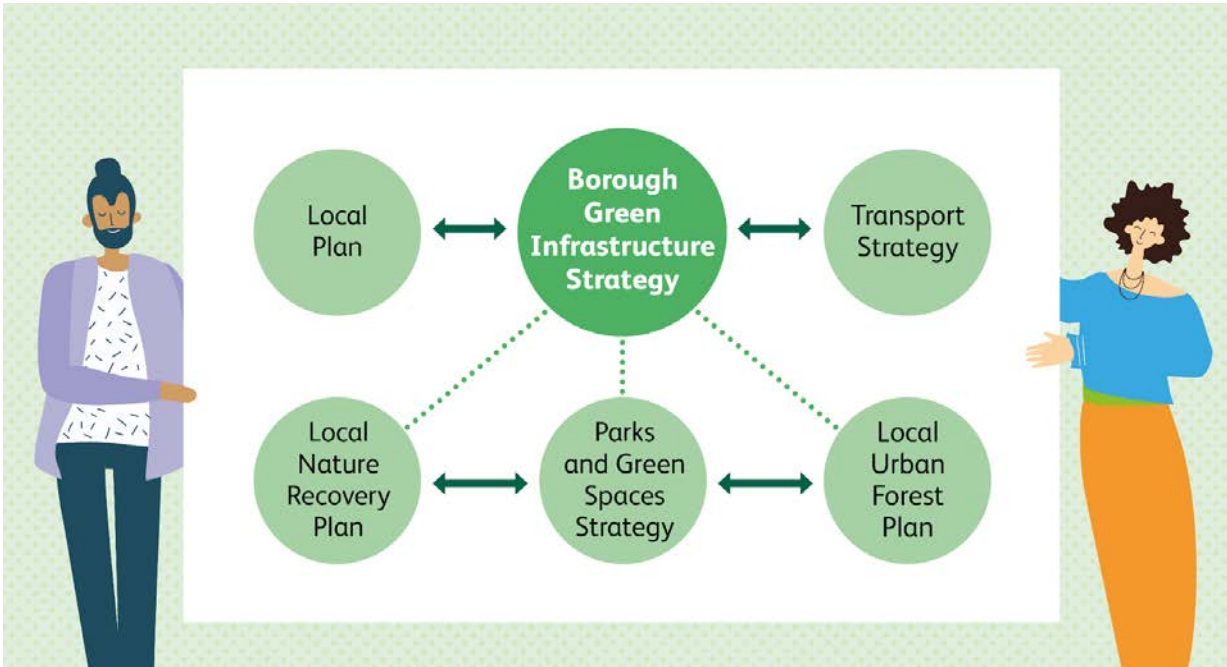 Local
Plan
Borough
Green
Infrastructure
Strategy
Transport
Strategy
Local
Nature
Recovery
Plan
Parks
and Green
Spaces
Strategy
Local
Urban
Forest
Plan